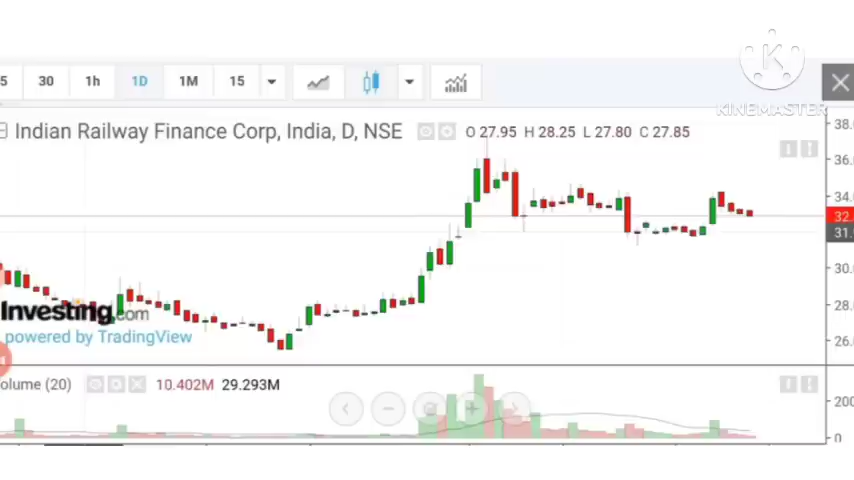 KINEMASTER
5 30 1h 1D 1M 15
Indian Railway Finance Corp, India, D, NSE O 27.95 H 28.25 L 27.80 C 27.85
38.
36.
34.
32.
31.
30.
28.
26.
Investing.com
powered by TradingView
olume (20) 10.402M 29.293M
200
0